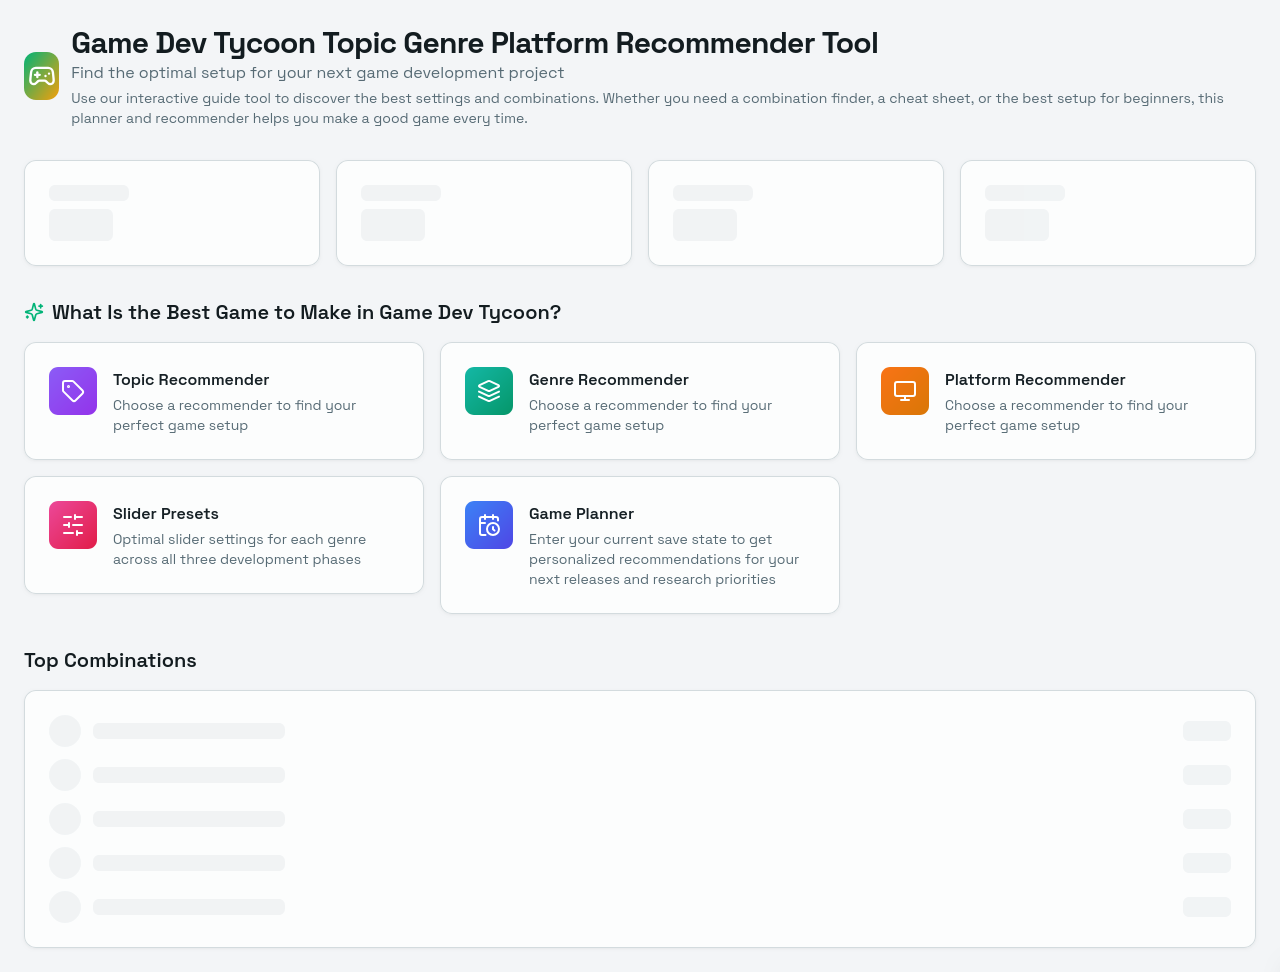 Game Dev Tycoon Topic Genre Platform Recommender Tool
Find the optimal setup for your next game development project
Use our interactive guide tool to discover the best settings and combinations. Whether you need a combination finder, a cheat sheet, or the best setup for beginners, this
planner and recommender helps you make a good game every time.
What Is the Best Game to Make in Game Dev Tycoon?
Topic Recommender
Choose a recommender to find your
perfect game setup
Genre Recommender
Choose a recommender to find your
perfect game setup
Platform Recommender
Choose a recommender to find your
perfect game setup
Slider Presets
Optimal slider settings for each genre
across all three development phases
Game Planner
Enter your current save state to get
personalized recommendations for your
next releases and research priorities
Top Combinations